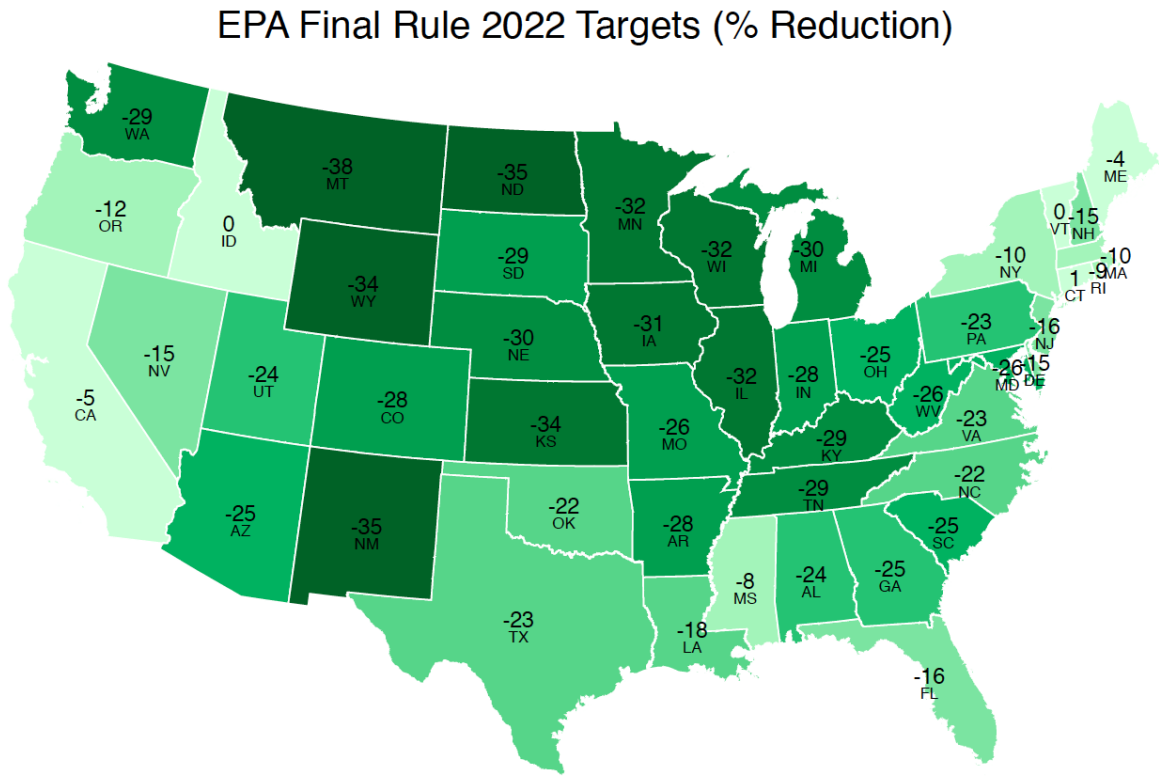 EPA Final Rule 2022 Targets (% Reduction)
-29
WA
-38
MT
-35
ND
-4
ME
-12
OR
0
ID
-32
MN
0
VT
-15
NH
-29
SD
-32
WI
-30
MI
-10
NY
-10
MA
-9
RI
1
CT
-34
WY
-30
NE
-31
IA
-23
PA
-16
NJ
-15
NV
-24
UT
-28
CO
-32
IL
-28
IN
-25
OH
-26
MD
-15
DE
-5
CA
-34
KS
-26
MO
-26
WV
-23
VA
-29
KY
-25
AZ
-35
NM
-22
OK
-28
AR
-29
TN
-22
NC
-25
SC
-23
TX
-18
LA
-8
MS
-24
AL
-25
GA
-16
FL